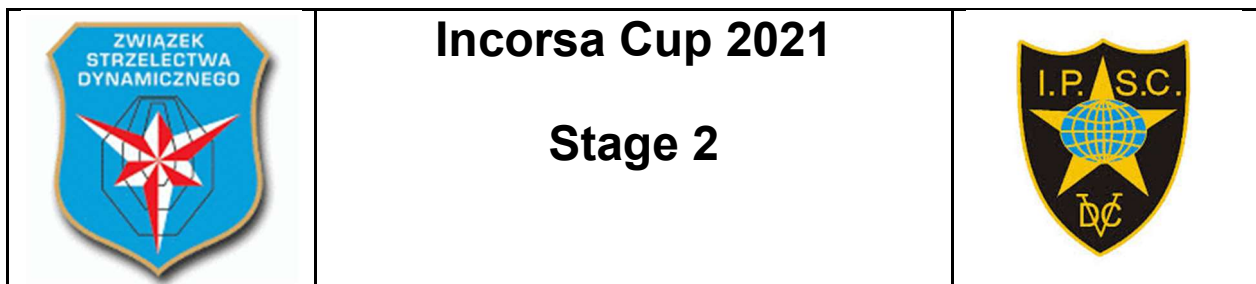 ZWIĄZEK
STRZELECTWA
DYNAMICZNEGO
Incorsa Cup 2021
Stage 2
I.P. S.C.
DVC